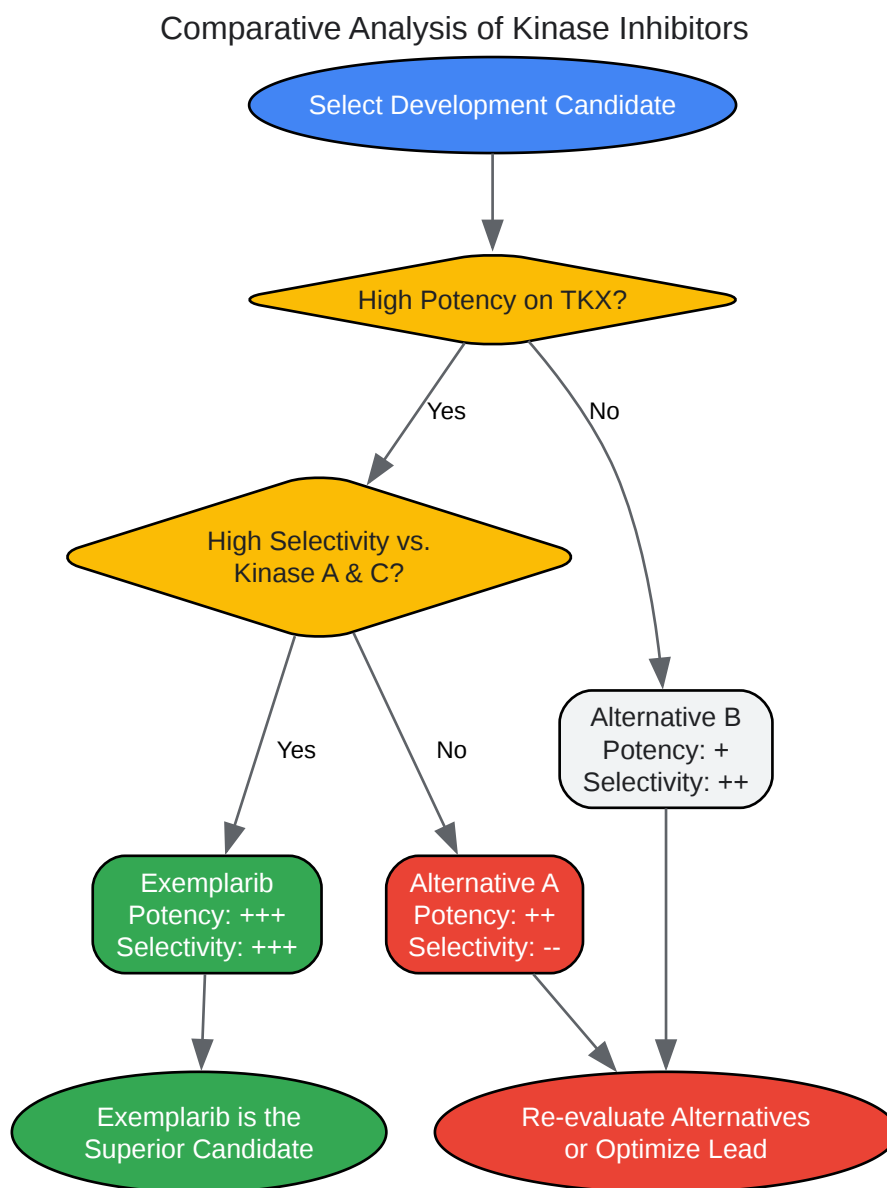 Comparative Analysis of Kinase Inhibitors
Select Development Candidate
High Potency on TKX?
Yes
No
High Selectivity vs.
Kinase A & C?
Yes
No
Alternative B
Potency: +
Selectivity: ++
Exemplarib
Potency: +++
Selectivity: +++
Alternative A
Potency: ++
Selectivity: --
Exemplarib is the
Superior Candidate
Re-evaluate Alternatives
or Optimize Lead